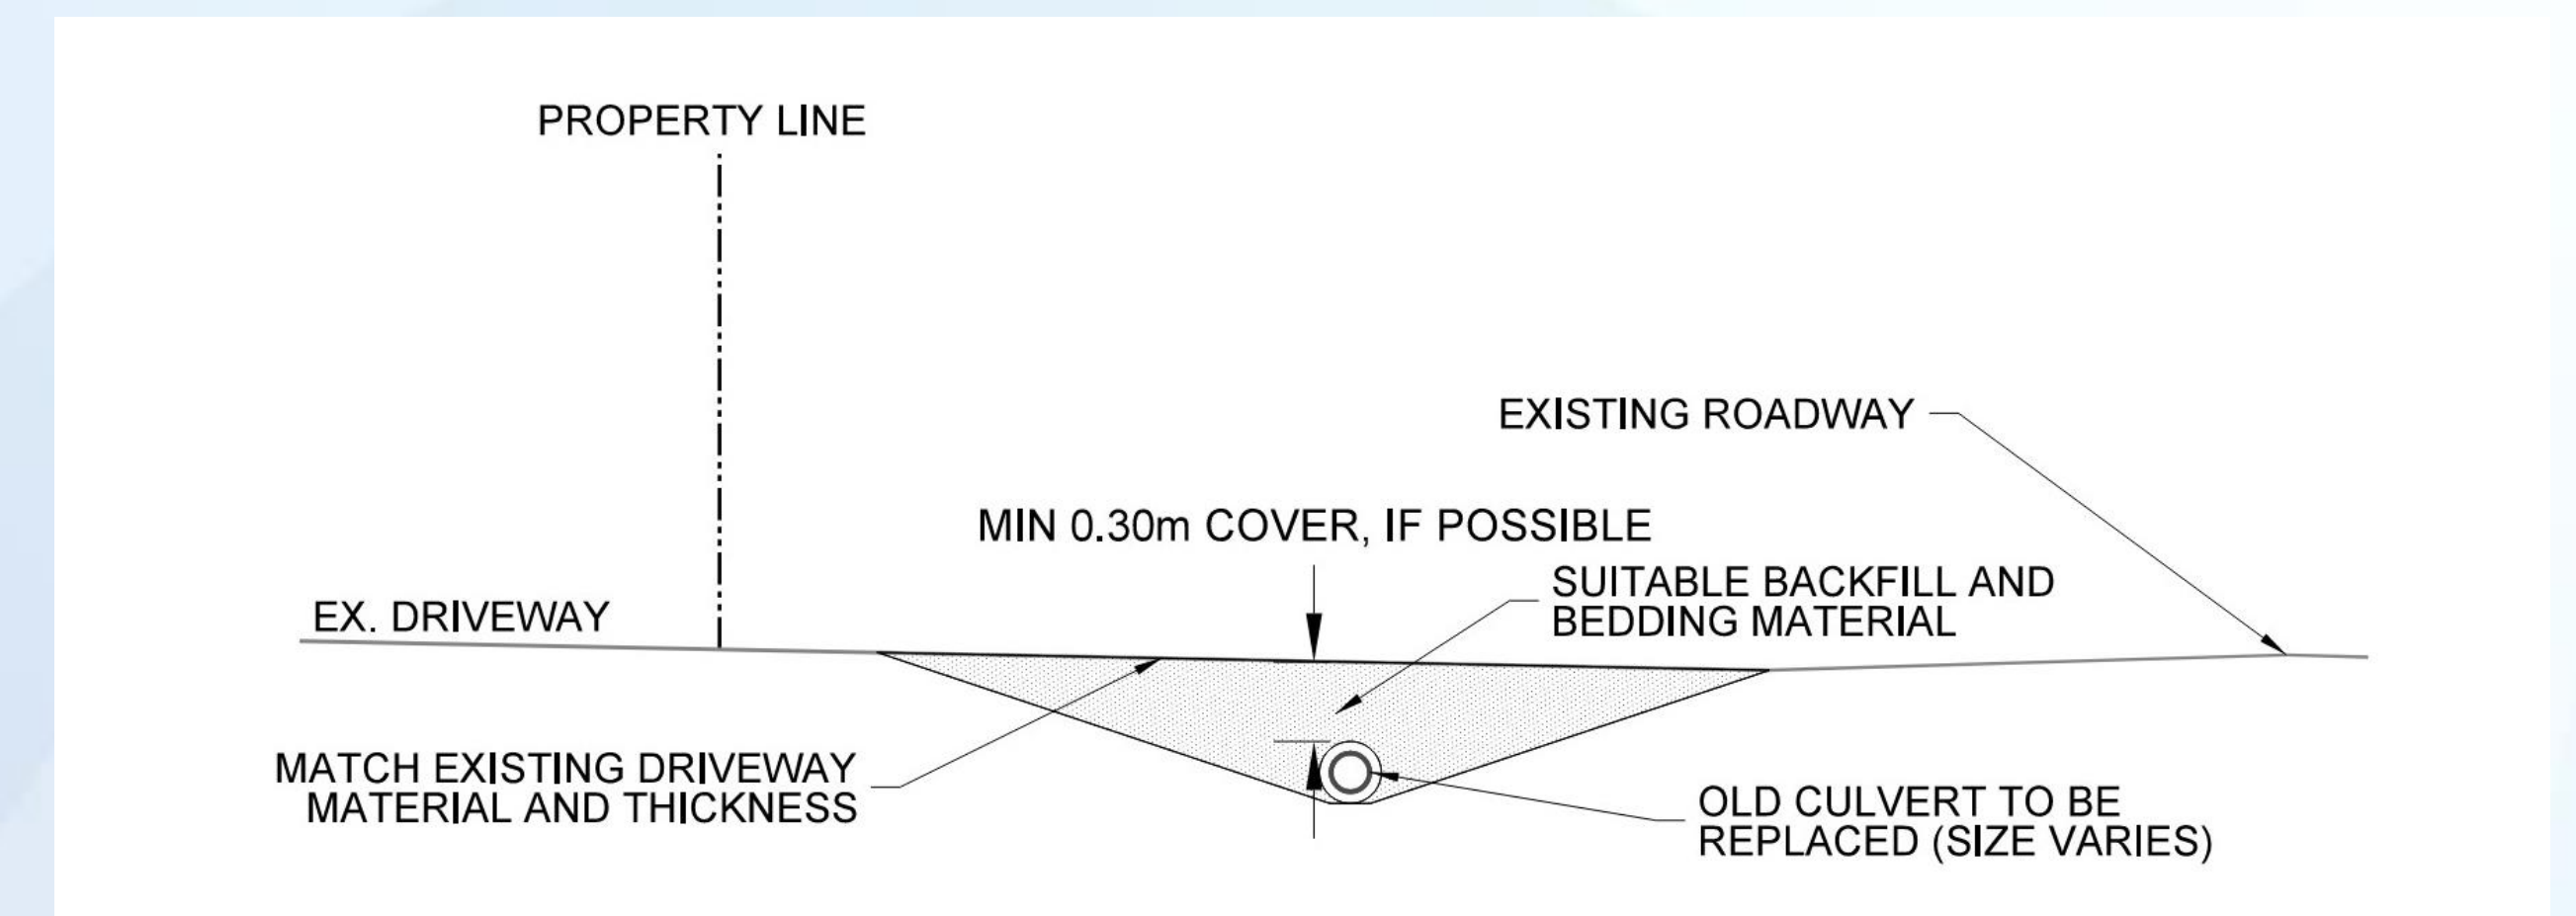 PROPERTY LINE
EXISTING ROADWAY
MIN 0.30m COVER, IF POSSIBLE
SUITABLE BACKFILL AND
BEDDING MATERIAL
EX. DRIVEWAY
MATCH EXISTING DRIVEWAY
MATERIAL AND THICKNESS
OLD CULVERT TO BE
REPLACED (SIZE VARIES)